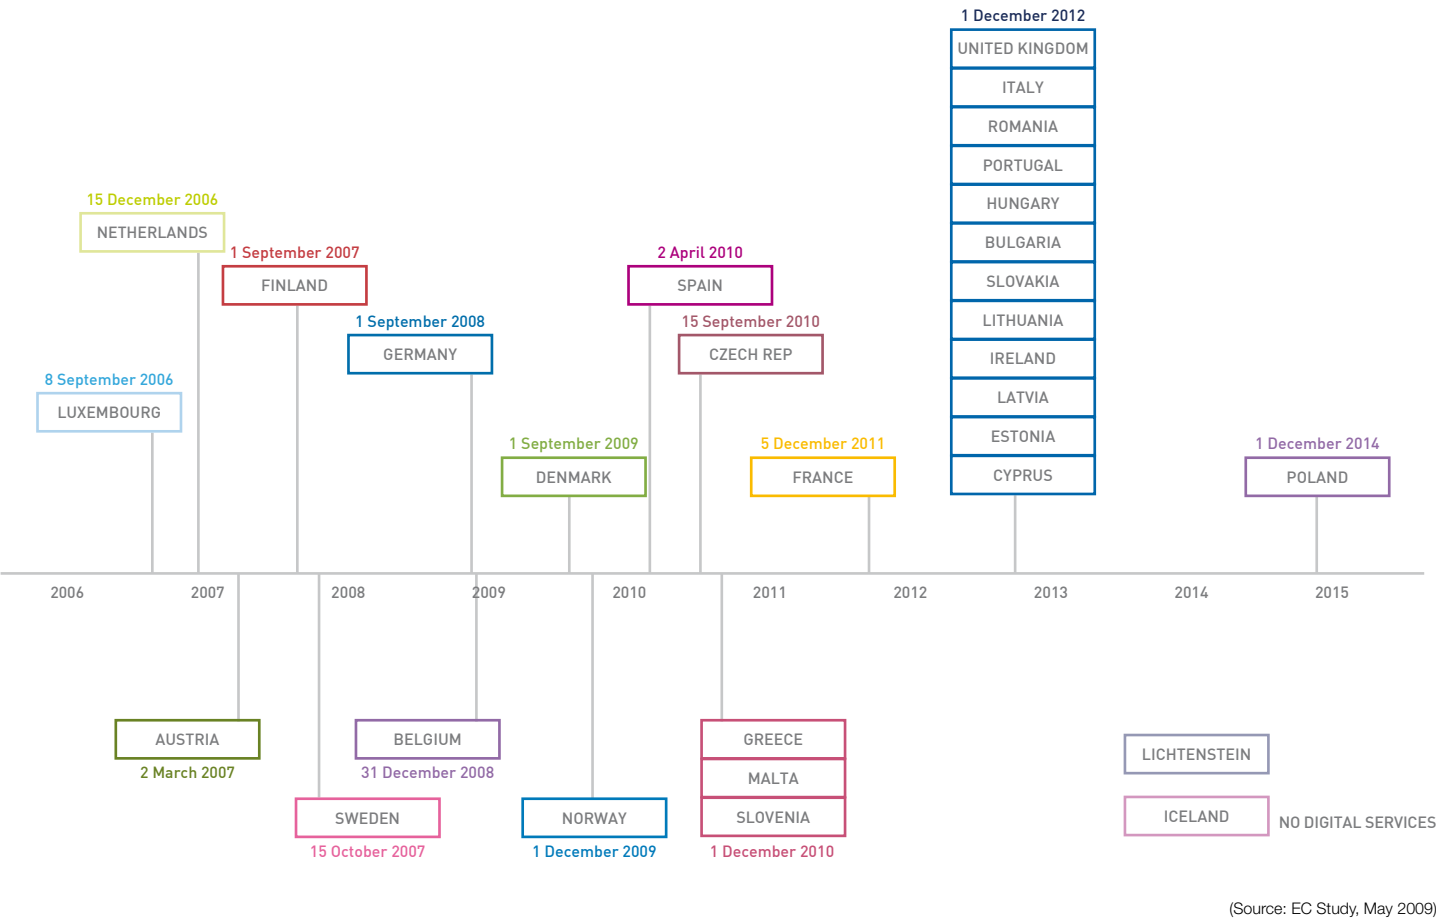 1 December 2012
UNITED KINGDOM
ITALY
ROMANIA
PORTUGAL
HUNGARY
BULGARIA
SLOVAKIA
LITHUANIA
IRELAND
LATVIA
ESTONIA
CYPRUS
15 December 2006
NETHERLANDS
1 September 2007
FINLAND
2 April 2010
SPAIN
1 September 2008
GERMANY
15 September 2010
CZECH REP
8 September 2006
LUXEMBOURG
1 September 2009
DENMARK
5 December 2011
FRANCE
1 December 2014
POLAND
2006 2007 2008 2009 2010 2011 2012 2013 2014 2015
AUSTRIA
2 March 2007
BELGIUM
31 December 2008
SWEDEN
15 October 2007
NORWAY
1 December 2009
GREECE
MALTA
SLOVENIA
1 December 2010
LICHTENSTEIN
ICELAND
NO DIGITAL SERVICES
(Source: EC Study, May 2009)